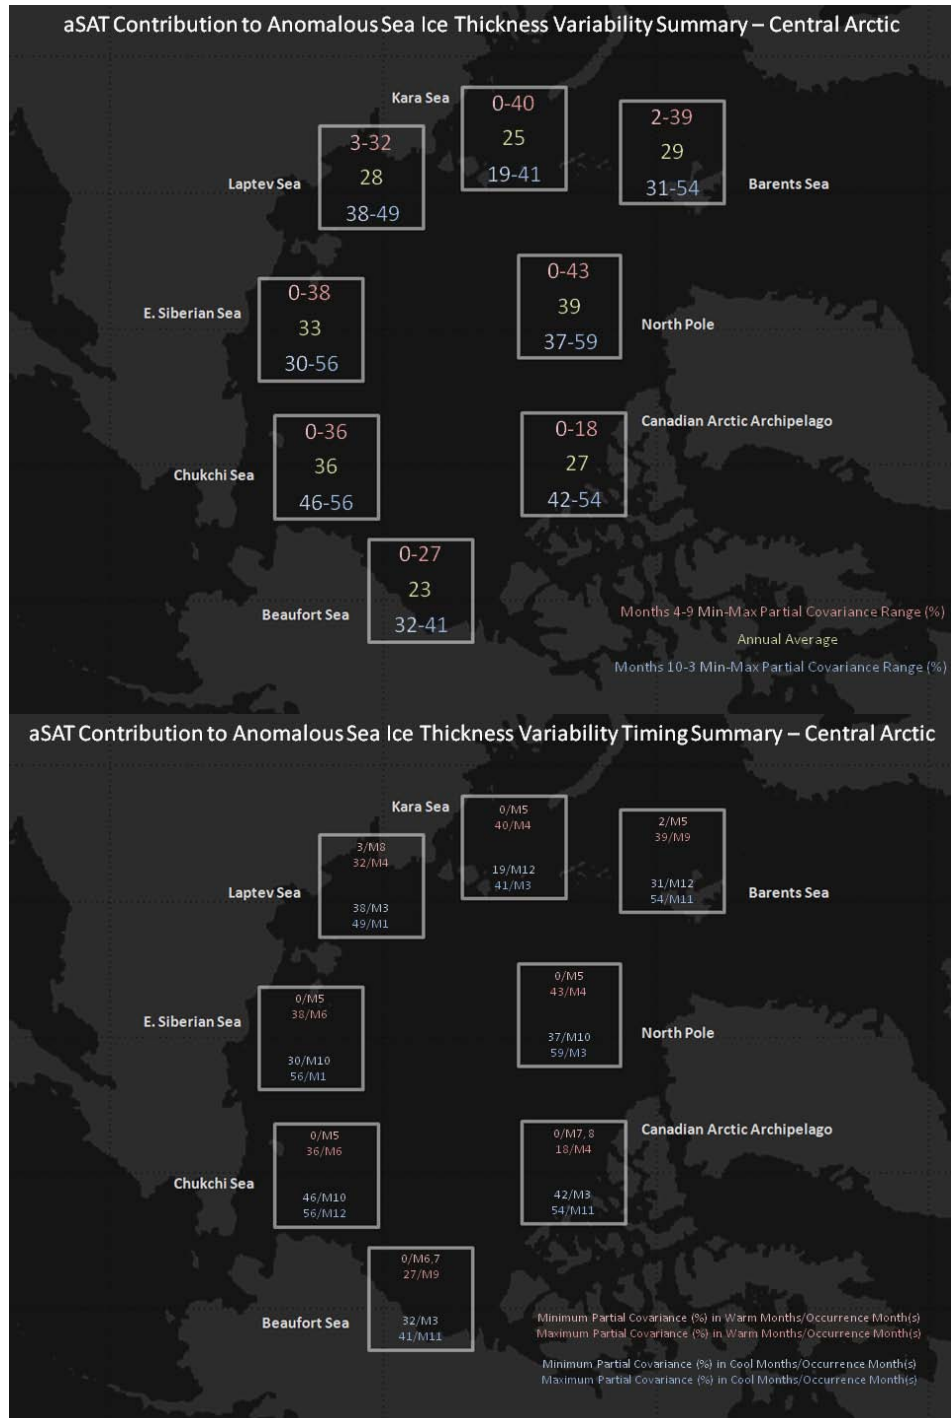 aSAT Contribution to Anomalous Sea Ice Thickness Variability Summary – Central Arctic
Kara Sea
0-40
25
19-41
2-39
29
31-54
Barents Sea
3-32
28
38-49
Laptev Sea
0-43
39
37-59
North Pole
E. Siberian Sea
0-38
33
30-56
Canadian Arctic Archipelago
0-18
27
42-54
Chukchi Sea
0-36
36
46-56
Beaufort Sea
0-27
23
32-41
Months 4-9 Min-Max Partial Covariance Range (%)
Annual Average
Months 10-3 Min-Max Partial Covariance Range (%)
aSAT Contribution to Anomalous Sea Ice Thickness Variability Timing Summary – Central Arctic
Kara Sea
0/M5
40/M4
19/M12
41/M3
2/M5
39/M9
31/M12
54/M11
Barents Sea
3/M8
32/M4
38/M3
49/M1
Laptev Sea
0/M5
43/M4
37/M10
59/M3
North Pole
E. Siberian Sea
0/M5
38/M6
30/M10
56/M1
Canadian Arctic Archipelago
0/M7,8
18/M4
42/M3
54/M11
Chukchi Sea
0/M5
36/M6
46/M10
56/M12
Beaufort Sea
0/M6,7
27/M9
32/M3
41/M11
Minimum Partial Covariance (%) in Warm Months/Occurrence Month(s)
Maximum Partial Covariance (%) in Warm Months/Occurrence Month(s)
Minimum Partial Covariance (%) in Cool Months/Occurrence Month(s)
Maximum Partial Covariance (%) in Cool Months/Occurrence Month(s)